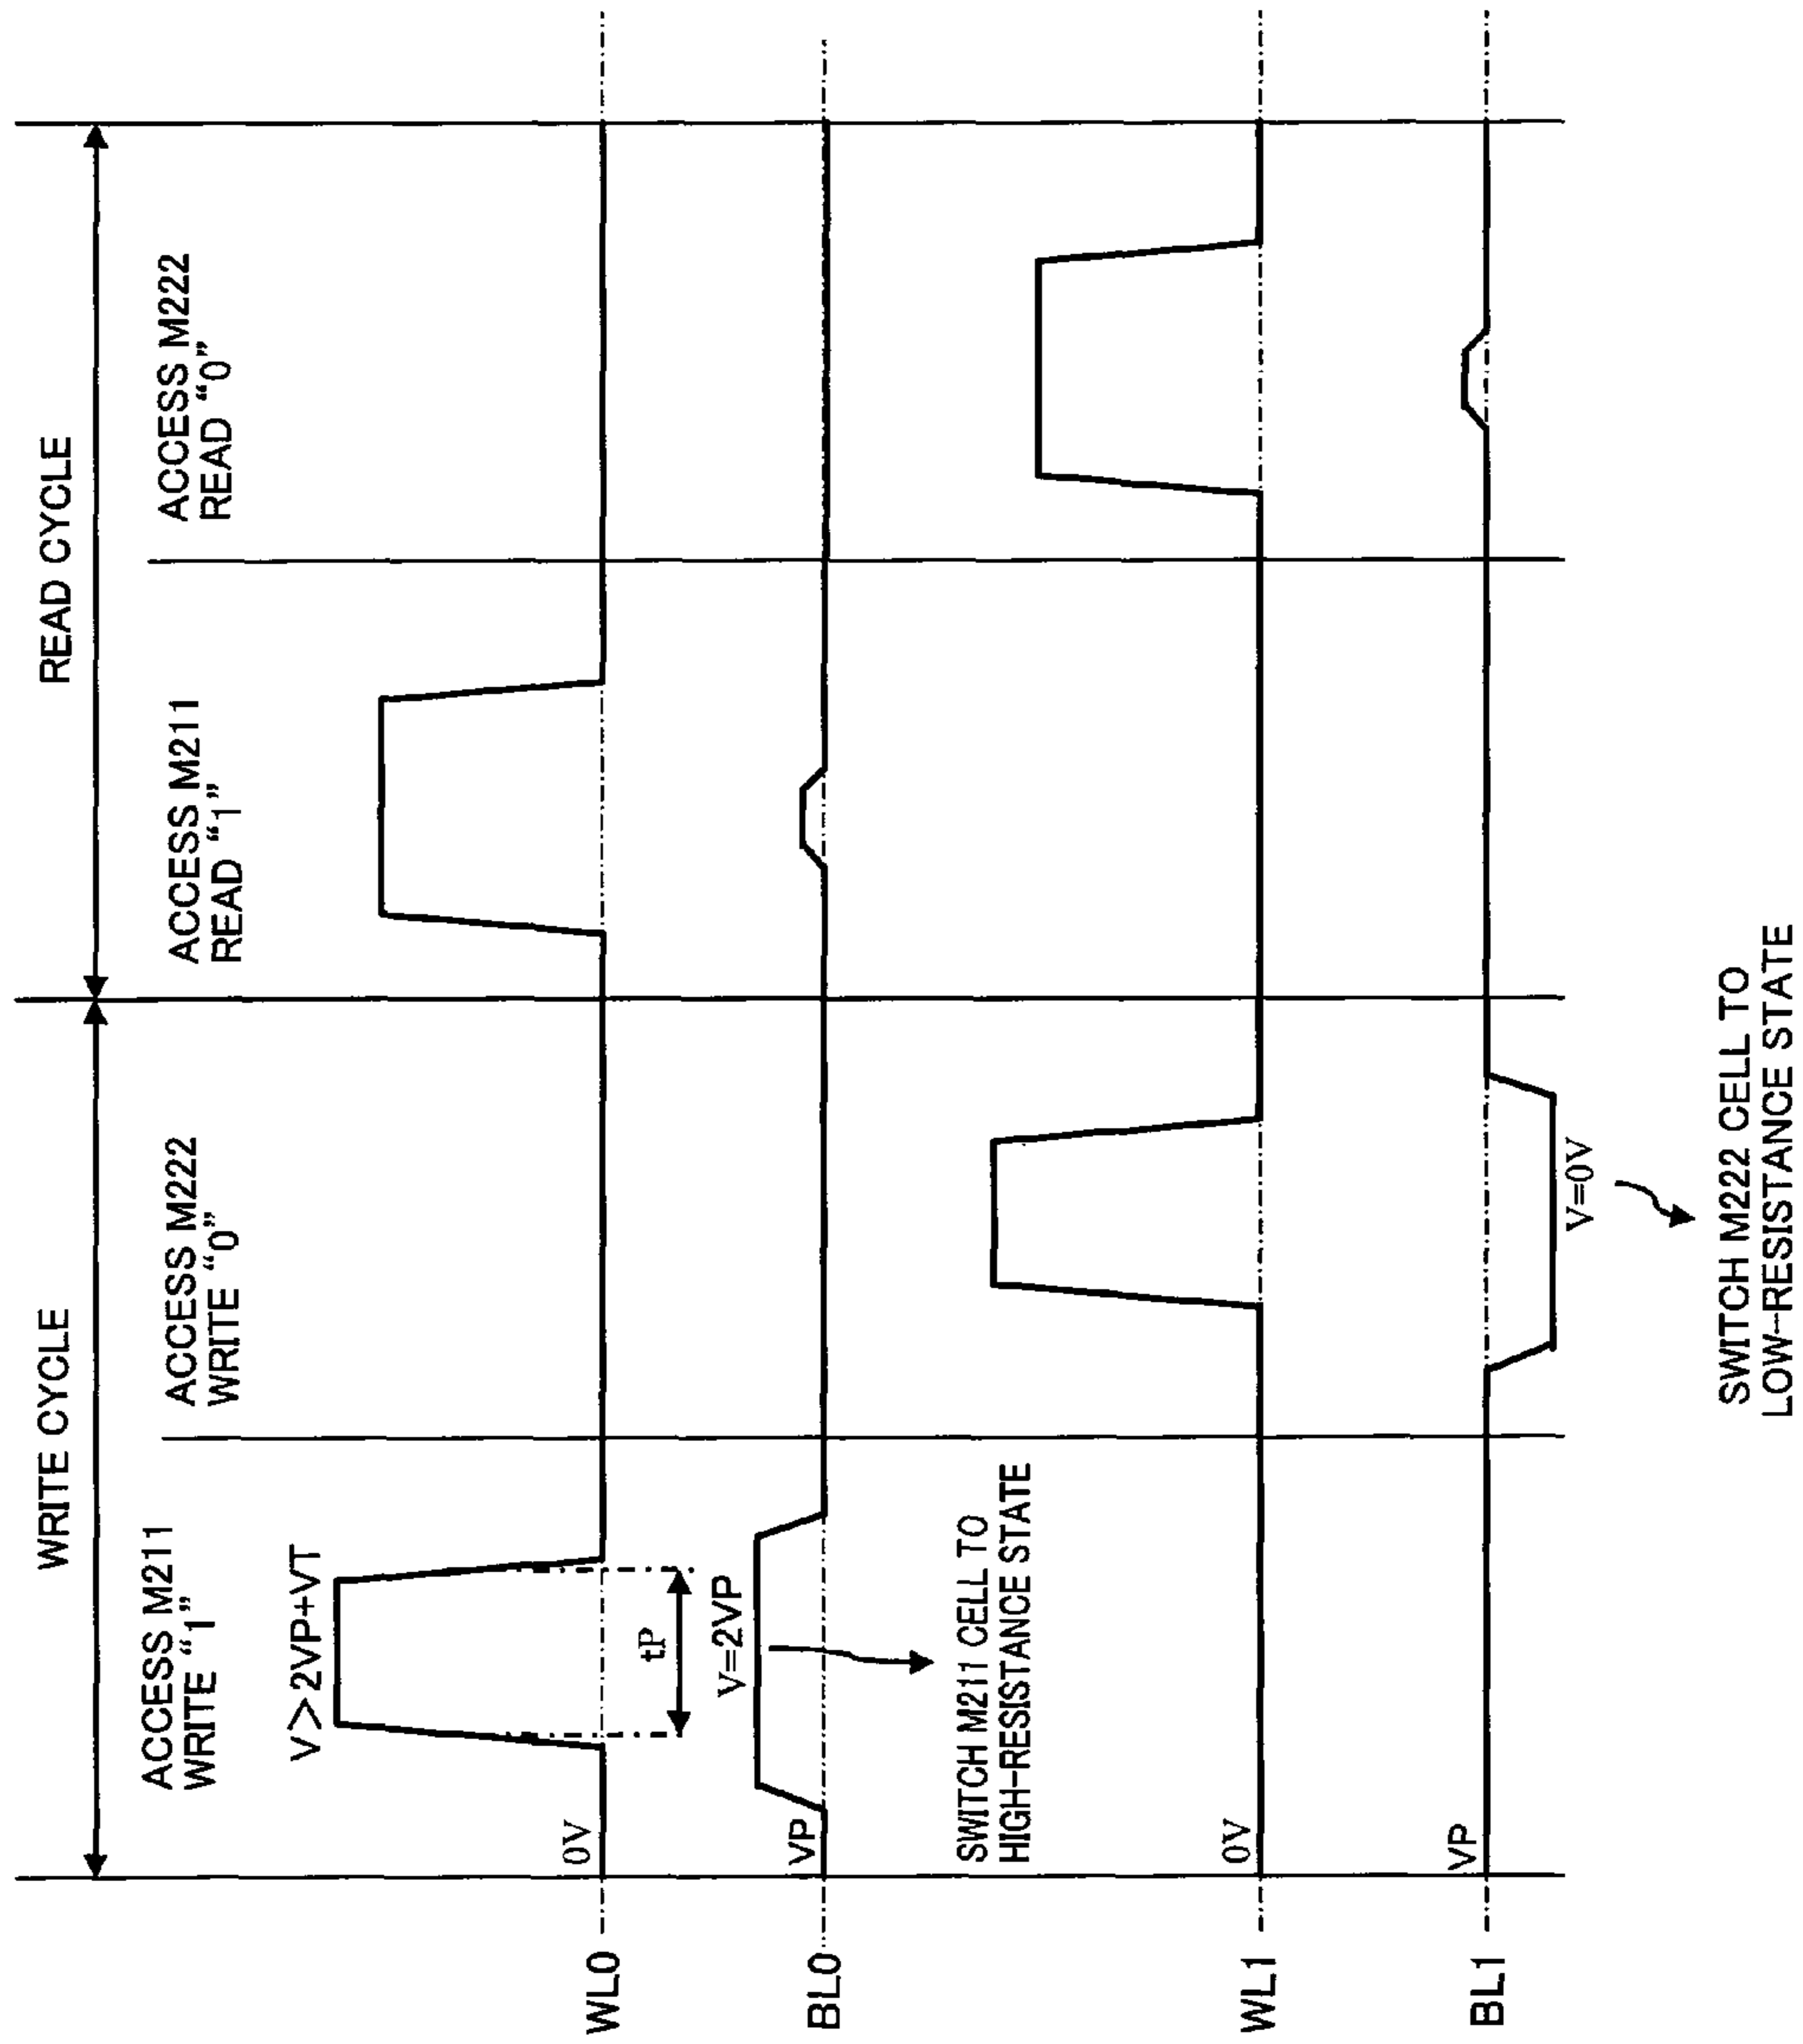 WRITE CYCLE
READ CYCLE
ACCESS M211
WRITE “1”
ACCESS M222
WRITE “0”
ACCESS M211
READ “1”
ACCESS M222
READ “0”
V>2VP+VT
0V
WL0
tP
V=2VP
VP
BL0
SWITCH M211 CELL TO
HIGH-RESISTANCE STATE
0V
WL1
VP
BL1
V=0V
SWITCH M222 CELL TO
LOW-RESISTANCE STATE